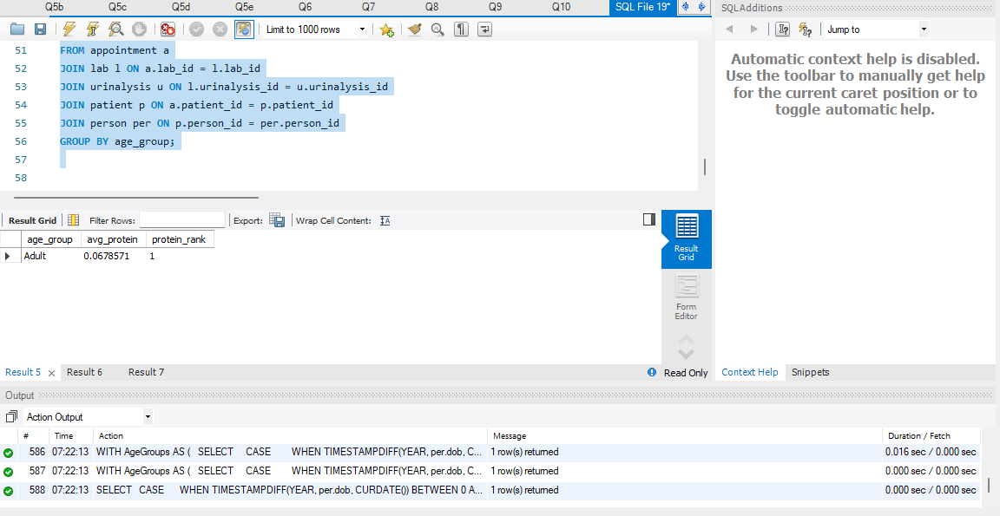 Q5b Q5c Q5d Q5e Q6 Q7 Q8 Q9 Q10 SQL File 19*
SQLAdditions
Limit to 1000 rows
Jump to
51 FROM appointment a
52 JOIN lab l ON a.lab_id = l.lab_id
53 JOIN urinalysis u ON l.urinalysis_id = u.urinalysis_id
54 JOIN patient p ON a.patient_id = p.patient_id
55 JOIN person per ON p.person_id = per.person_id
56 GROUP BY age_group;
57
58
Automatic context help is disabled.
Use the toolbar to manually get help
for the current caret position or to
toggle automatic help.
Result Grid Filter Rows: Export: Wrap Cell Content:
age_group avg_protein protein_rank
Adult 0.0678571 1
Result
Grid
Form
Editor
Result 5 Result 6 Result 7 Read Only
Context Help Snippets
Output
Action Output
# Time Action Message Duration / Fetch
586 07:22:13 WITH AgeGroups AS ( SELECT CASE WHEN TIMESTAMPDIFF(YEAR, per.dob, C... 1 row(s) returned 0.016 sec / 0.000 sec
587 07:22:13 WITH AgeGroups AS ( SELECT CASE WHEN TIMESTAMPDIFF(YEAR, per.dob, C... 1 row(s) returned 0.000 sec / 0.000 sec
588 07:22:13 SELECT CASE WHEN TIMESTAMPDIFF(YEAR, per.dob, CURDATE()) BETWEEN 0 A... 1 row(s) returned 0.000 sec / 0.000 sec